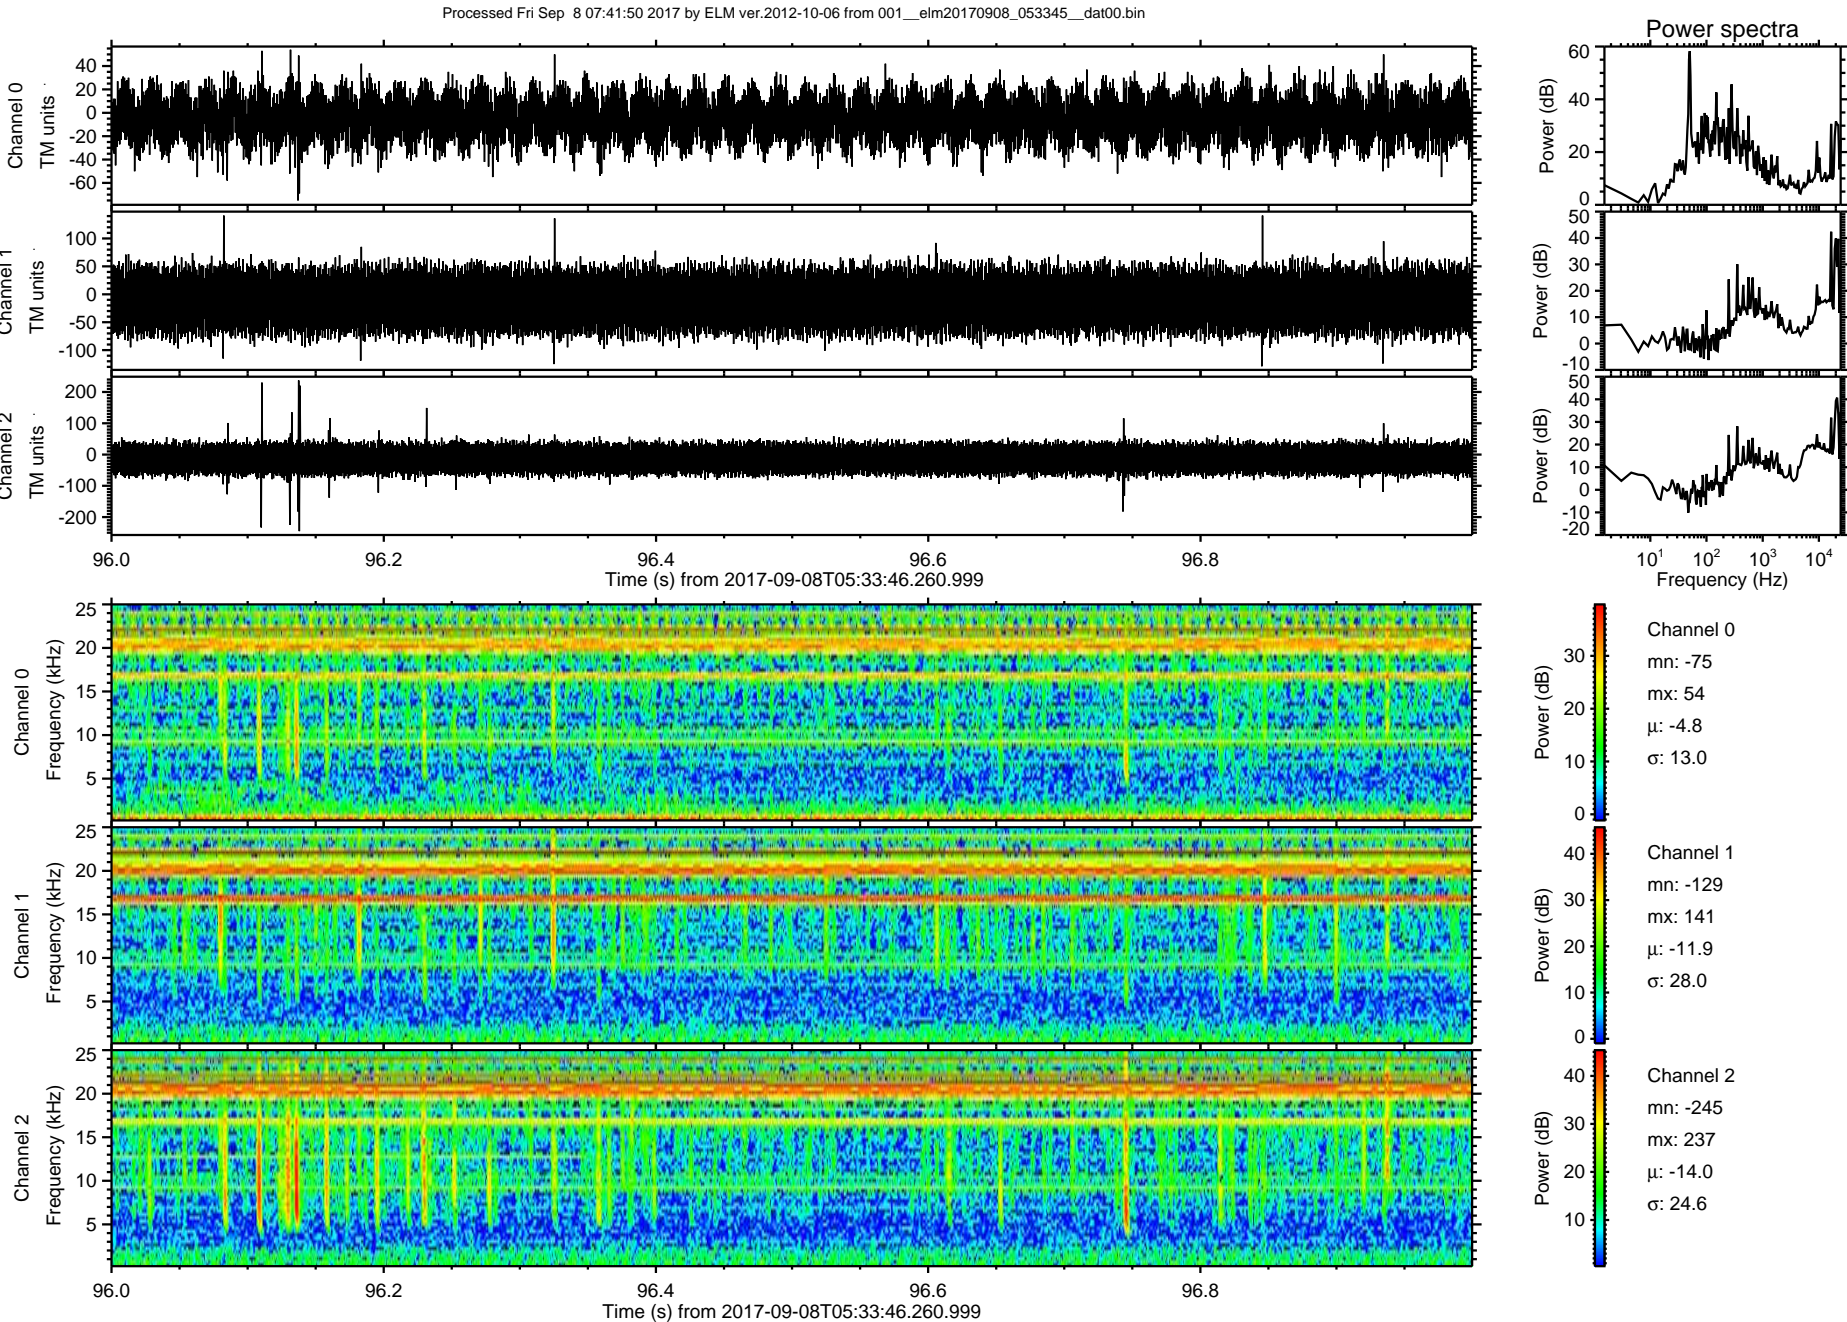 Processed Fri Sep 8 07:41:50 2017 by ELM ver.2012-10-06 from 001__elm20170908_053345__dat00.bin
Power spectra
Channel 0
TM units
40
20
0
-20
-40
-60
Power (dB)
60
40
20
0
Channel 1
TM units
100
50
0
-50
-100
Power (dB)
50
40
30
20
10
0
-10
Channel 2
TM units
200
100
0
-100
-200
Power (dB)
50
40
30
20
10
0
-10
-20
96.0 96.2 96.4 96.6 96.8
Time (s) from 2017-09-08T05:33:46.260.999
10¹ 10² 10³ 10⁴
Frequency (Hz)
Channel 0
Frequency (kHz)
25
20
15
10
5
Power (dB)
30
20
10
0
Channel 0
mn: -75
mx: 54
μ: -4.8
σ: 13.0
Channel 1
Frequency (kHz)
25
20
15
10
5
Power (dB)
40
30
20
10
0
Channel 1
mn: -129
mx: 141
μ: -11.9
σ: 28.0
Channel 2
Frequency (kHz)
25
20
15
10
5
Power (dB)
40
30
20
10
Channel 2
mn: -245
mx: 237
μ: -14.0
σ: 24.6
96.0 96.2 96.4 96.6 96.8
Time (s) from 2017-09-08T05:33:46.260.999